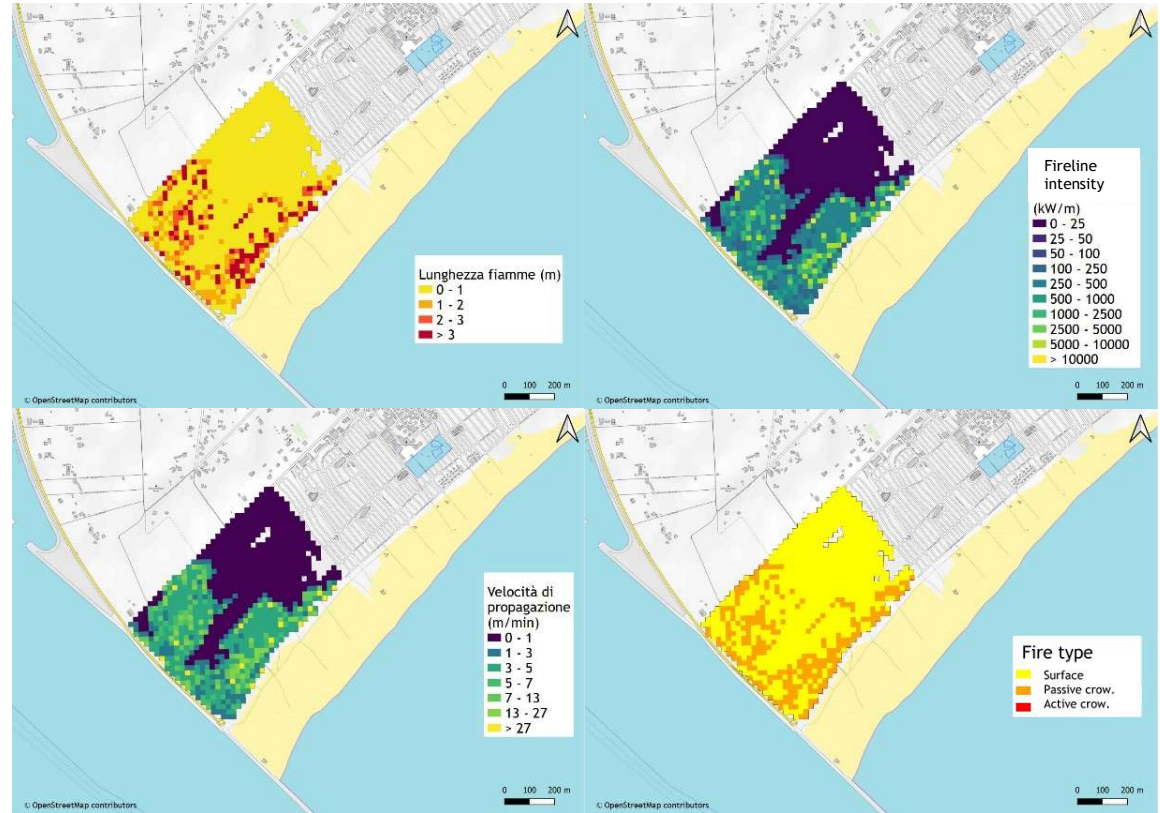 Lunghezza fiamme (m)
0 - 1
1 - 2
2 - 3
> 3
0 100 200 m
© OpenStreetMap contributors
Fireline
intensity
(kW/m)
0 - 25
25 - 50
50 - 100
100 - 250
250 - 500
500 - 1000
1000 - 2500
2500 - 5000
5000 - 10000
> 10000
0 100 200 m
© OpenStreetMap contributors
Velocità di
propagazione
(m/min)
0 - 1
1 - 3
3 - 5
5 - 7
7 - 13
13 - 27
> 27
0 100 200 m
© OpenStreetMap contributors
Fire type
Surface
Passive crow.
Active crow.
0 100 200 m
© OpenStreetMap contributors